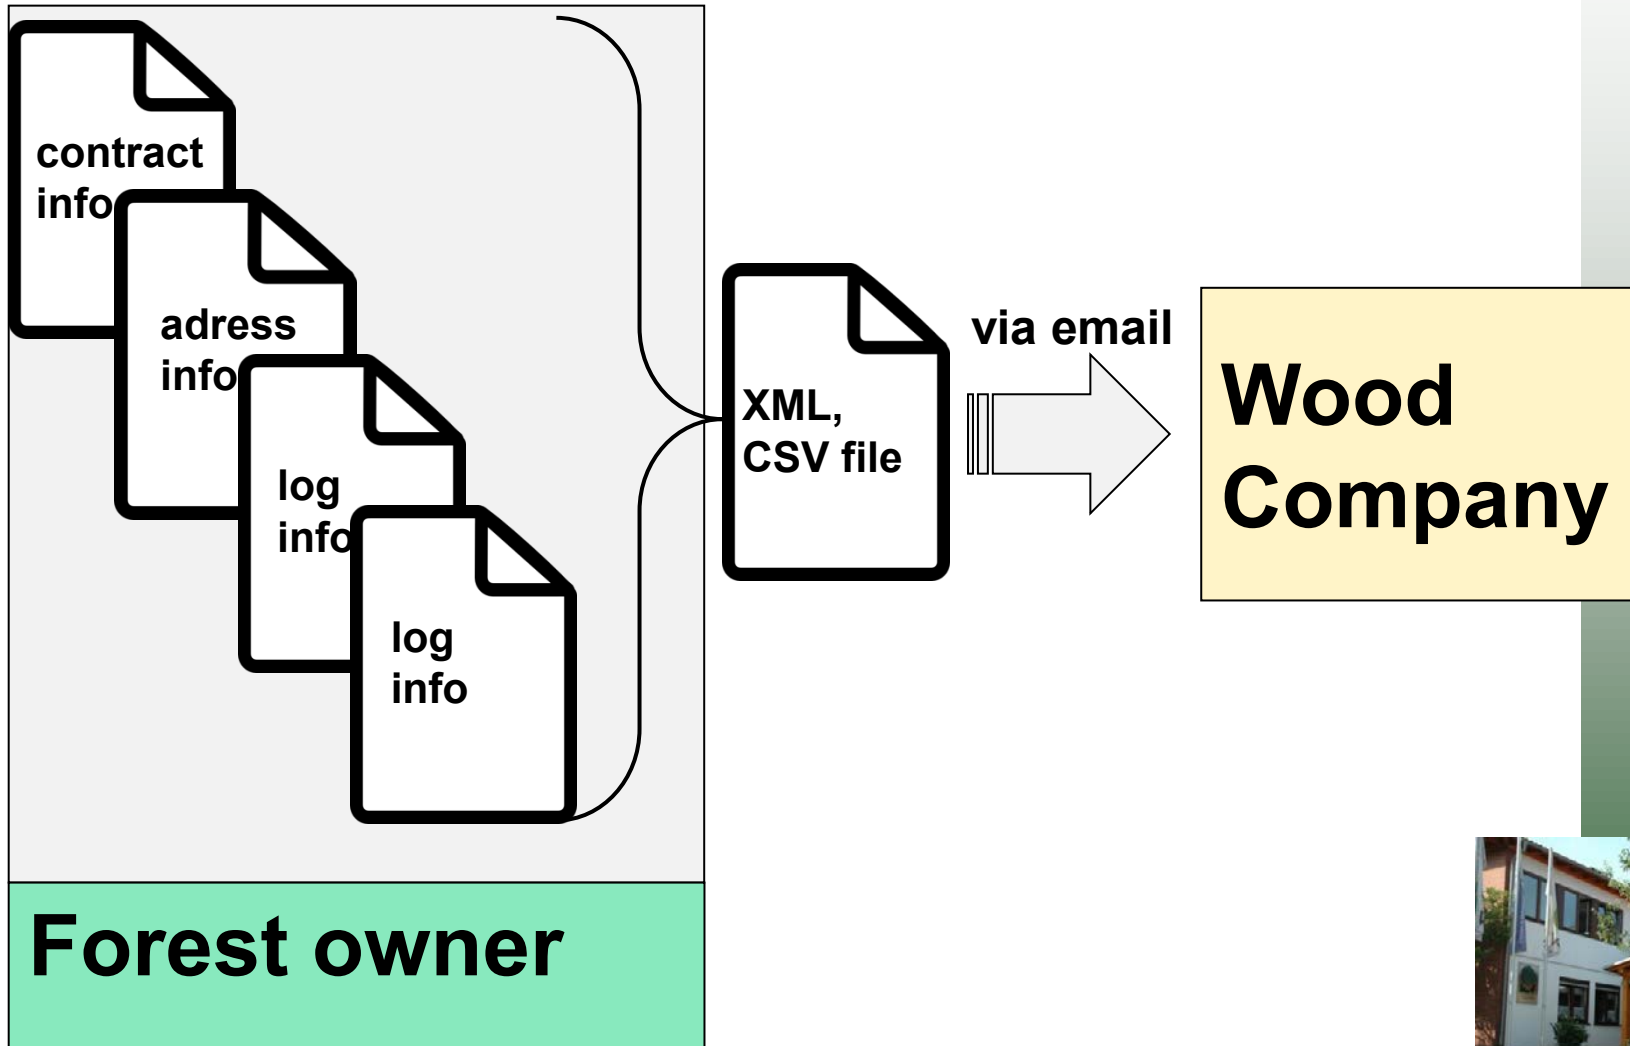 contract
info
adress
info
log
info
log
info
XML,
CSV file
via email
Wood
Company
Forest owner